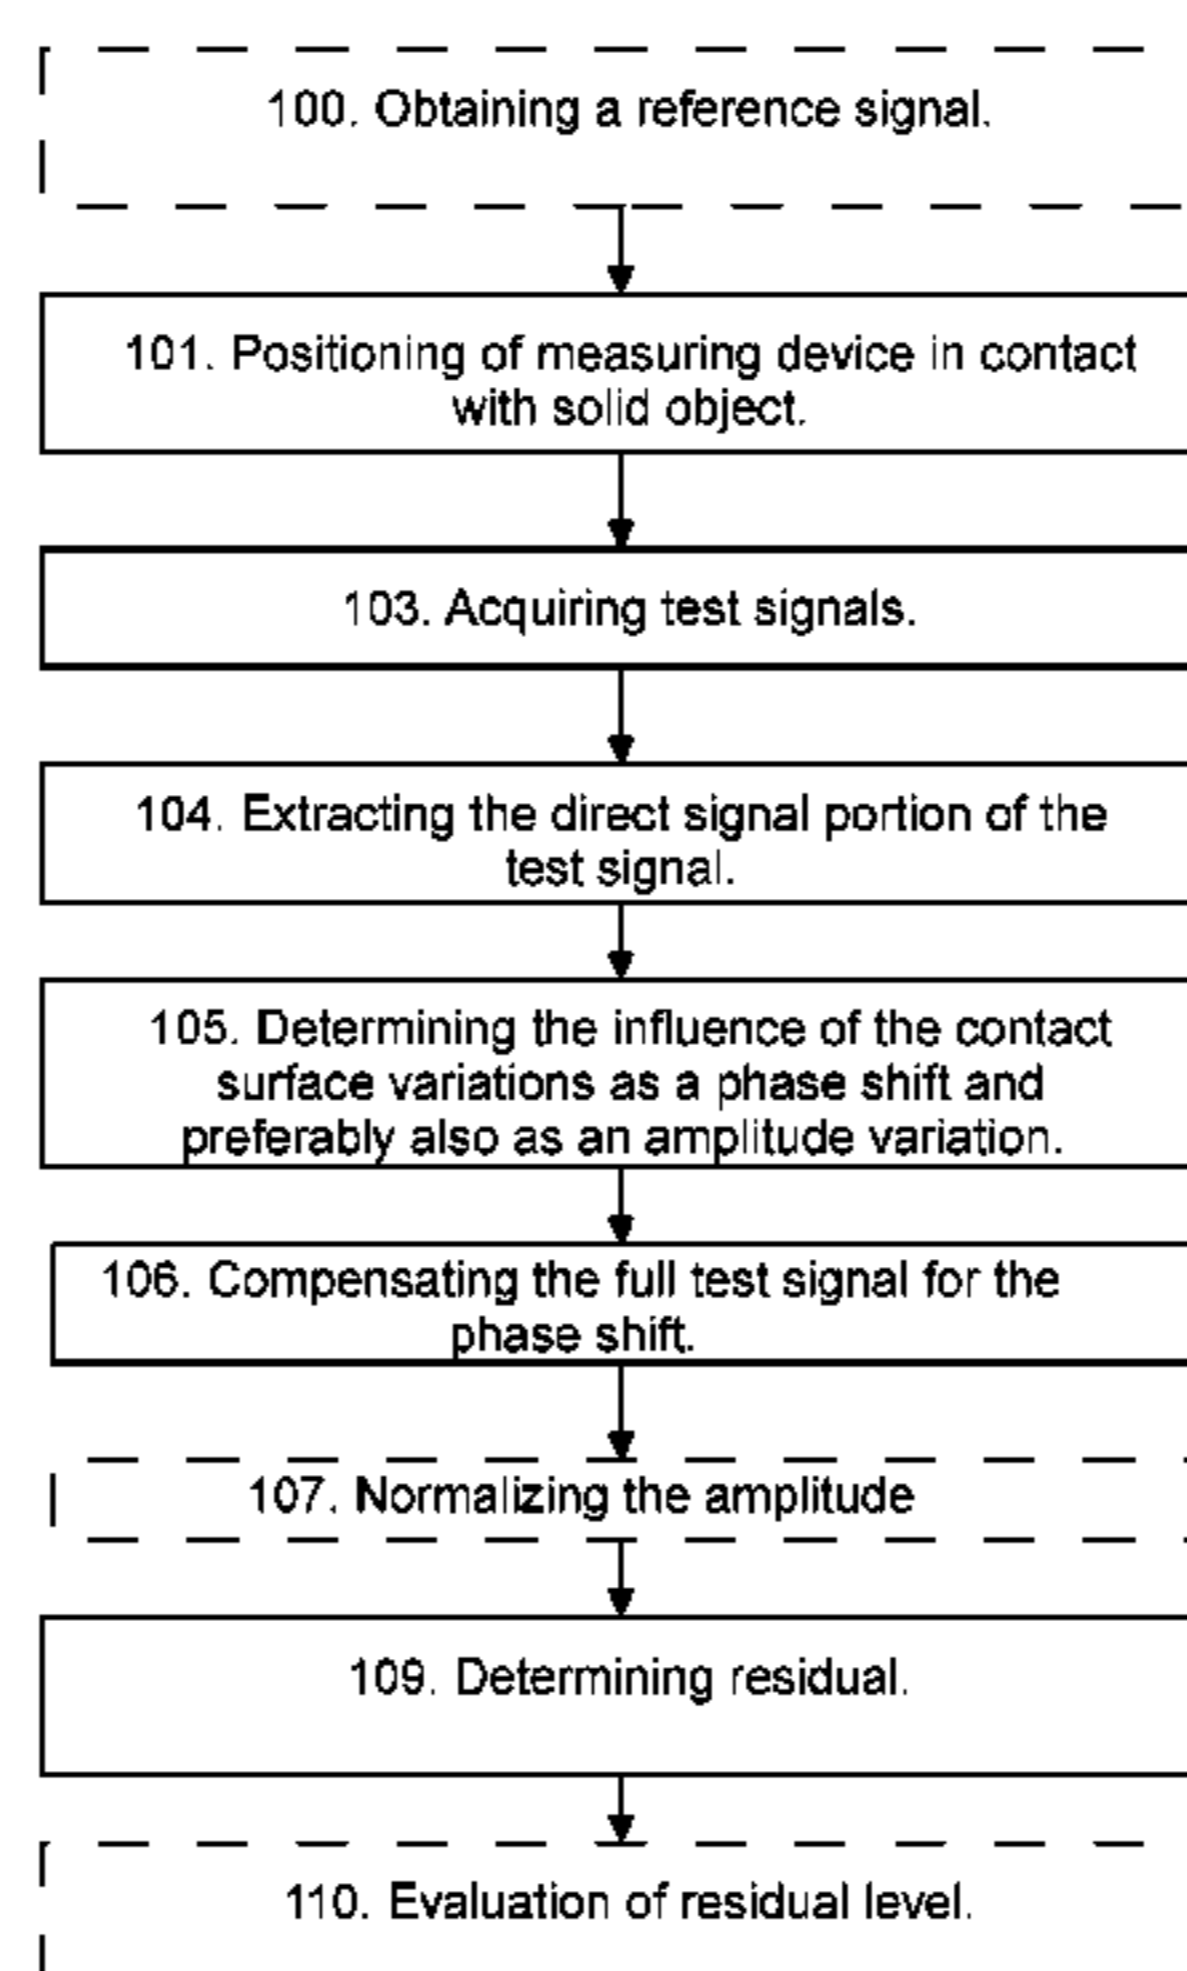 100. Obtaining a reference signal.
101. Positioning of measuring device in contact
with solid object.
103. Acquiring test signals.
104. Extracting the direct signal portion of the
test signal.
105. Determining the influence of the contact
surface variations as a phase shift and
preferably also as an amplitude variation.
106. Compensating the full test signal for the
phase shift.
107. Normalizing the amplitude
109. Determining residual.
110. Evaluation of residual level.